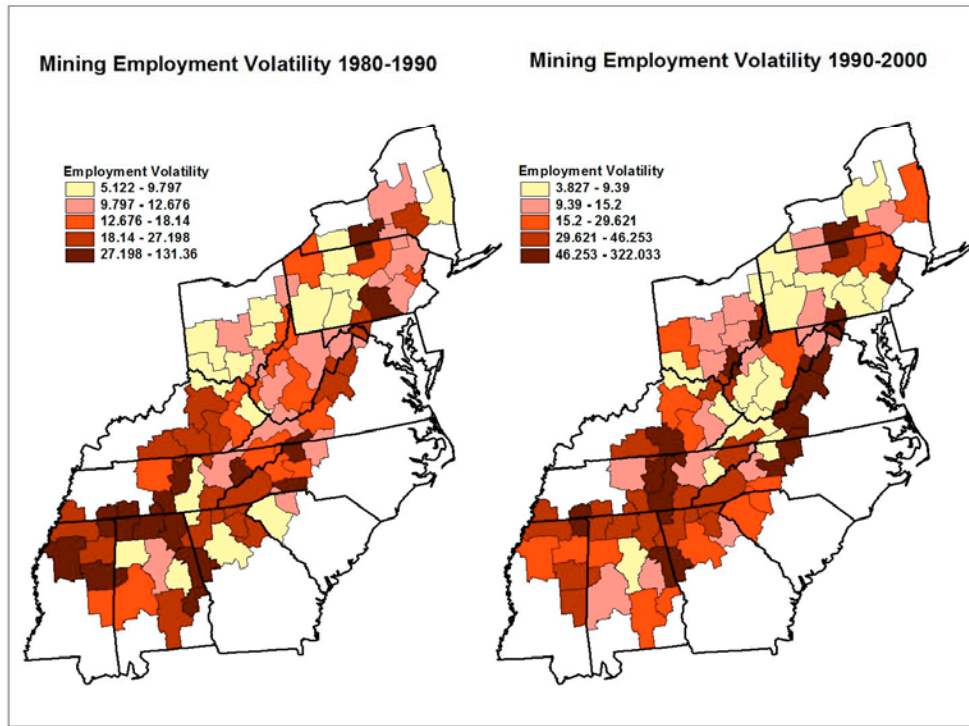 Mining Employment Volatility 1980-1990
Employment Volatility
5.122 - 9.797
9.797 - 12.676
12.676 - 18.14
18.14 - 27.198
27.198 - 131.36
Mining Employment Volatility 1990-2000
Employment Volatility
3.827 - 9.39
9.39 - 15.2
15.2 - 29.621
29.621 - 46.253
46.253 - 322.033